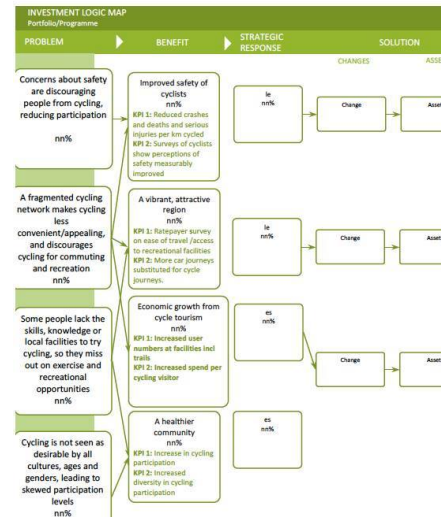 INVESTMENT LOGIC MAP
Portfolio/Programme
PROBLEM
BENEFIT
STRATEGIC
RESPONSE
SOLUTION
CHANGES
ASSE
Concerns about safety
are discouraging
people from cycling,
reducing participation
nn%
Improved safety of
cyclists
nn%
KPI 1: Reduced crashes
and deaths and serious
injuries per km cycled
KPI 2: Surveys of cyclists
show perceptions of
safety measurably
improved
le
nn%
Change
Asset
A fragmented cycling
network makes cycling
less
convenient/appealing,
and discourages
cycling for commuting
and recreation
nn%
A vibrant, attractive
region
nn%
KPI 1: Ratepayer survey
on ease of travel /access
to recreational facilities
KPI 2: More car journeys
substituted for cycle
journeys.
le
nn%
Change
Asset
Some people lack the
skills, knowledge or
local facilities to try
cycling, so they miss
out on exercise and
recreational
opportunities
nn%
Economic growth from
cycle tourism
nn%
KPI 1: Increased user
numbers at facilities incl
trails
KPI 2: Increased spend per
cycling visitor
es
nn%
Change
Asset
Cycling is not seen as
desirable by all
cultures, ages and
genders, leading to
skewed participation
levels
nn%
A healthier
community
nn%
KPI 1: Increase in cycling
participation
KPI 2: Increased
diversity in cycling
participation
es
nn%